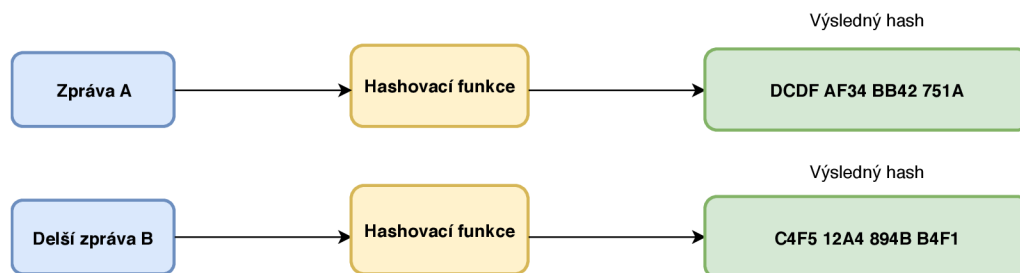 Výsledný hash
Zpráva A
Hashovací funkce
DCDF AF34 BB42 751A
Výsledný hash
Delší zpráva B
Hashovací funkce
C4F5 12A4 894B B4F1